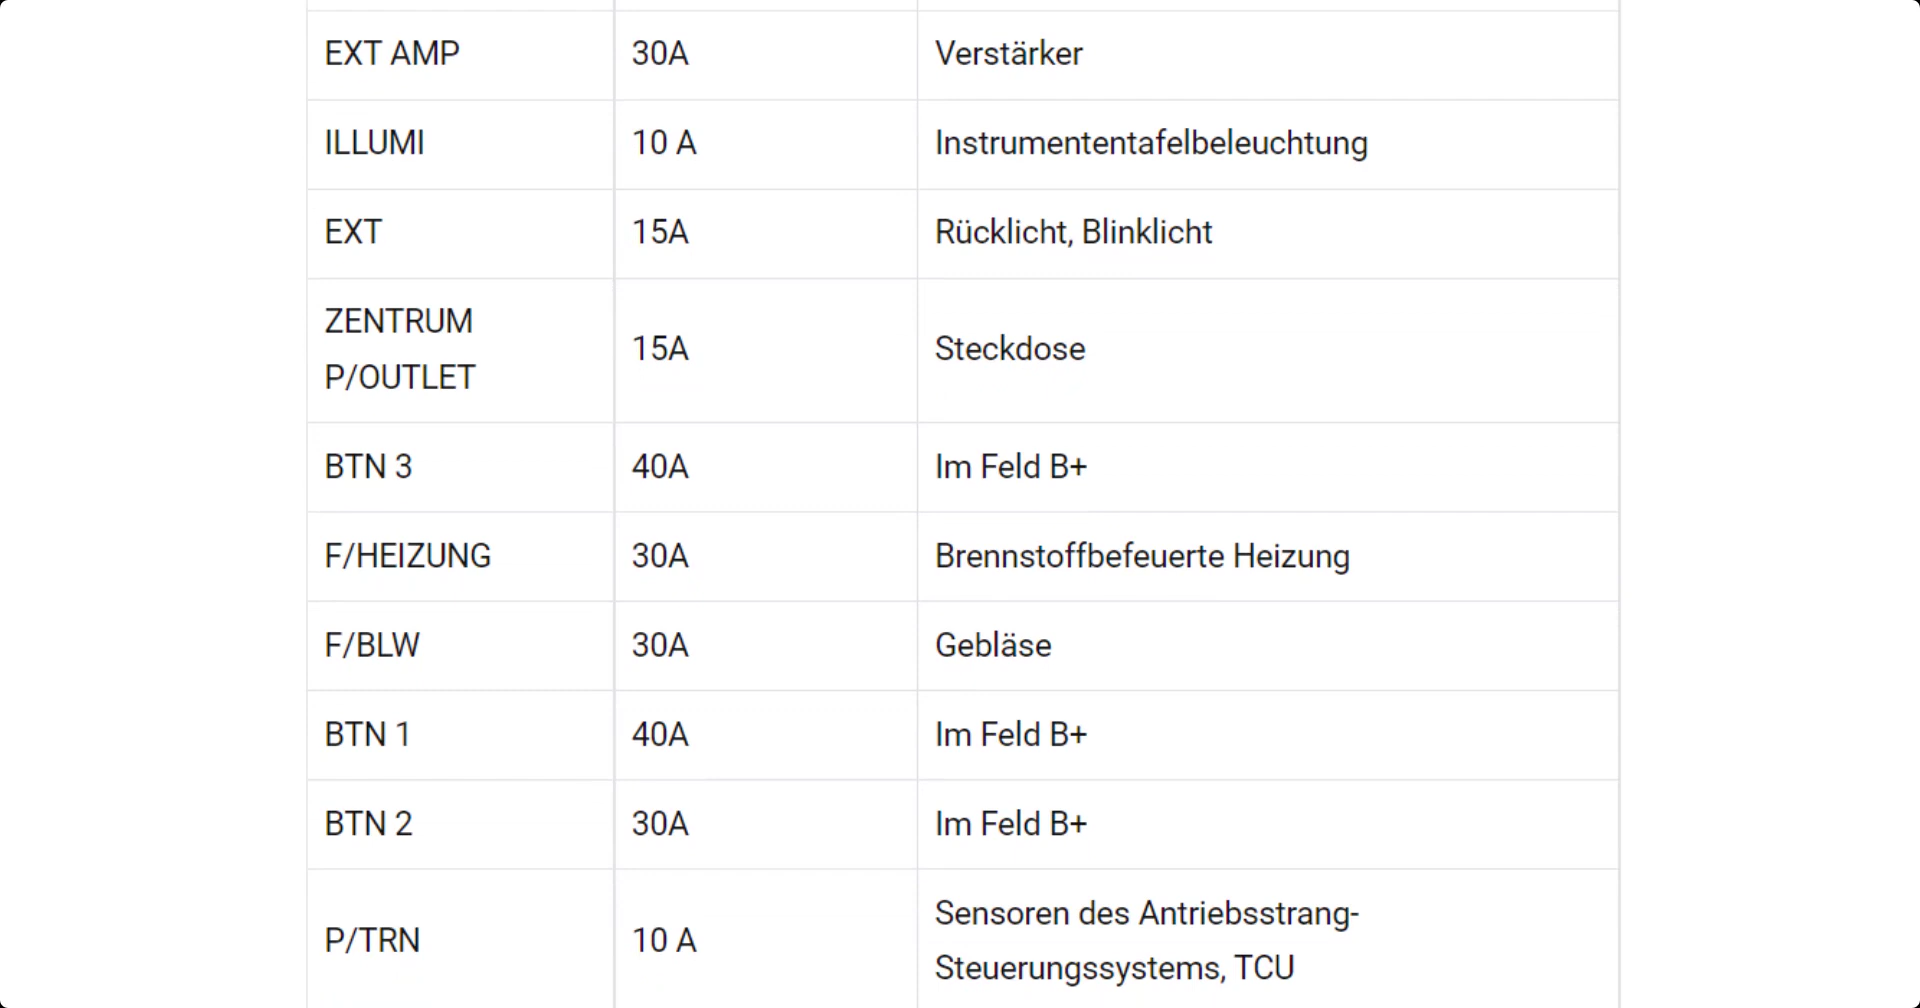 EXT AMP 30A Verstärker
ILLUMI 10 A Instrumententafelbeleuchtung
EXT 15A Rücklicht, Blinklicht
ZENTRUM
P/OUTLET 15A Steckdose
BTN 3 40A Im Feld B+
F/HEIZUNG 30A Brennstoffbefeuerte Heizung
F/BLW 30A Gebläse
BTN 1 40A Im Feld B+
BTN 2 30A Im Feld B+
P/TRN 10 A Sensoren des Antriebsstrang-
Steuerungssystems, TCU